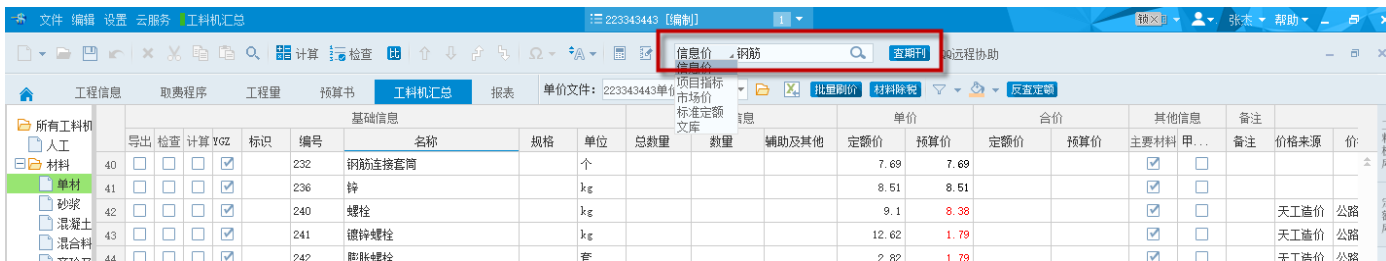 文件 编辑 设置 云服务 工料机汇总 223343443 [编制] 1 锁 张杰 帮助
计算 检查 信息价 钢筋 查期刊 QQ远程协助
信息价
项目指标
市场价
标准定额
文库
工程信息 取费程序 工程量 预算书 工料机汇总 报表 单价文件: 223343443单价 批量刷价 材料除税 反查定额
所有工料机
人工
材料
单材
砂浆
混凝土
混合料
基础信息 信息 单价 合价 其他信息 备注
导出 检查 计算 YGZ 标识 编号 名称 规格 单位 总数量 数量 辅助及其他 定额价 预算价 定额价 预算价 主要材料 甲... 备注 价格来源 价
40 232 钢筋连接套筒 个 7.69 7.69
41 236 锌 kg 8.51 8.51
42 240 螺栓 kg 9.1 8.38 天工造价 公路
43 241 镀锌螺栓 kg 12.62 1.79 天工造价 公路
44 242 膨胀螺栓 套 2.82 1.79 天工造价 公路